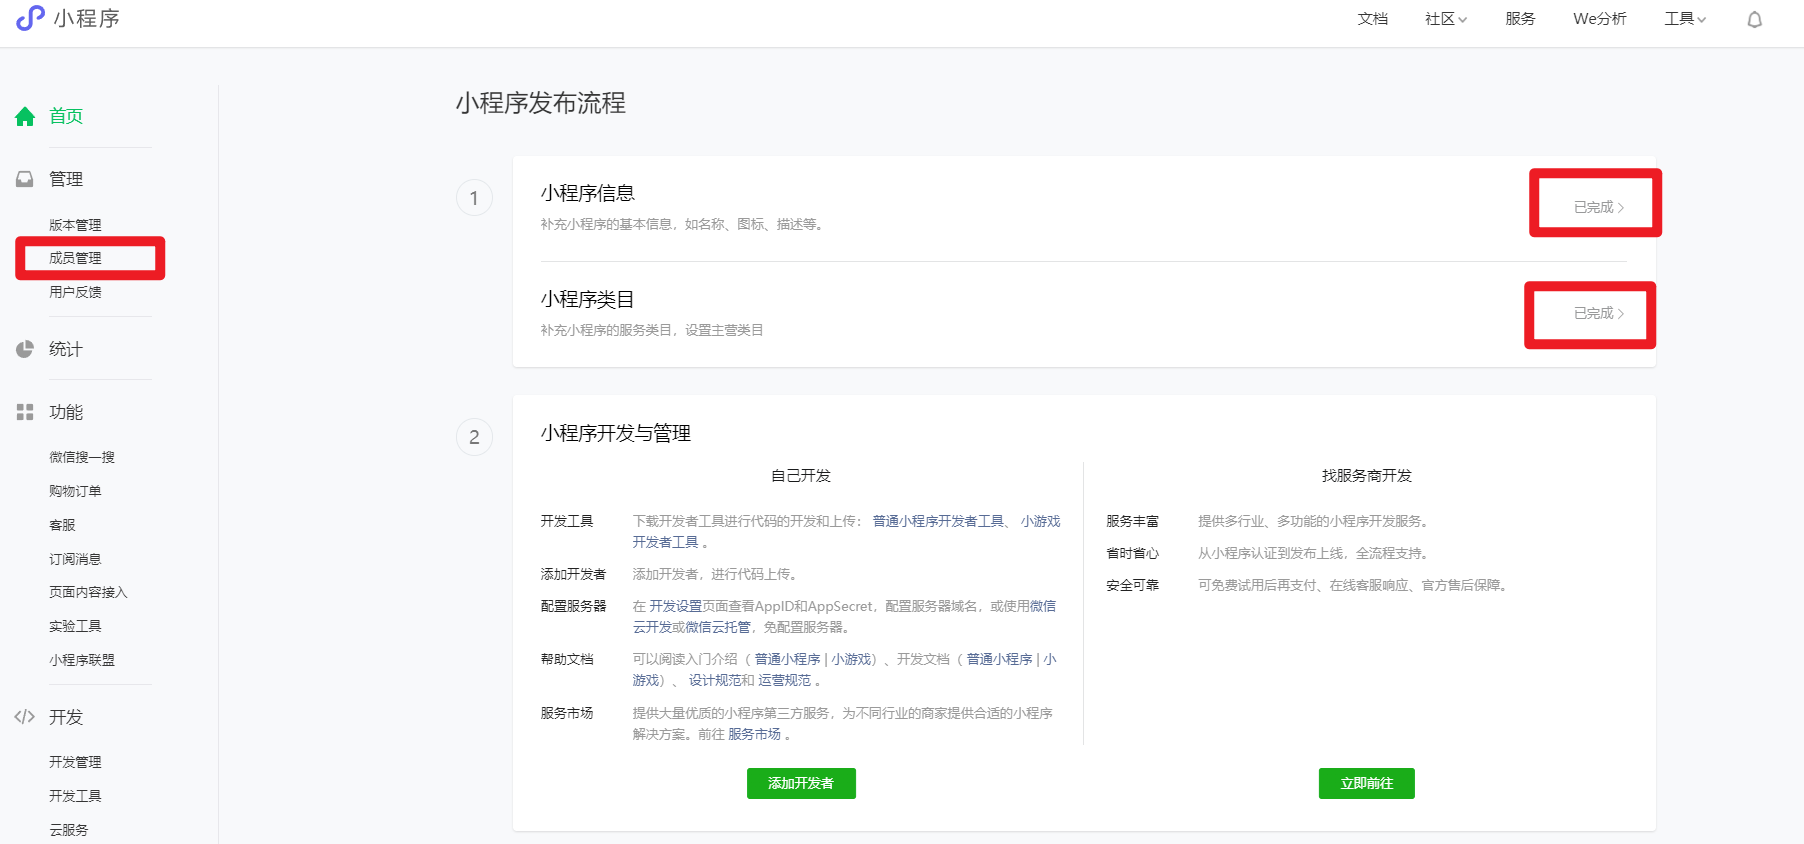 小程序
文档 社区 服务 We分析 工具
首页
管理
版本管理
成员管理
用户反馈
统计
功能
微信搜一搜
购物订单
客服
订阅消息
页面内容接入
实验工具
小程序联盟
开发
开发管理
开发工具
云服务
小程序发布流程
1
小程序信息
补充小程序的基本信息，如名称、图标、描述等。
已完成
小程序类目
补充小程序的服务类目，设置主营类目
已完成
2
小程序开发与管理
自己开发
开发工具 下载开发者工具进行代码的开发和上传： 普通小程序开发者工具、 小游戏
开发者工具 。
添加开发者 添加开发者，进行代码上传。
配置服务器 在 开发设置页面查看AppID和AppSecret，配置服务器域名，或使用微信
云开发或微信云托管，免配置服务器。
帮助文档 可以阅读入门介绍（ 普通小程序 | 小游戏）、开发文档（ 普通小程序 | 小
游戏）、 设计规范和 运营规范 。
服务市场 提供大量优质的小程序第三方服务，为不同行业的商家提供合适的小程序
解决方案。前往 服务市场 。
添加开发者
找服务商开发
服务丰富 提供多行业、多功能的小程序开发服务。
省时省心 从小程序认证到发布上线，全流程支持。
安全可靠 可免费试用后再支付、在线客服响应、官方售后保障。
立即前往